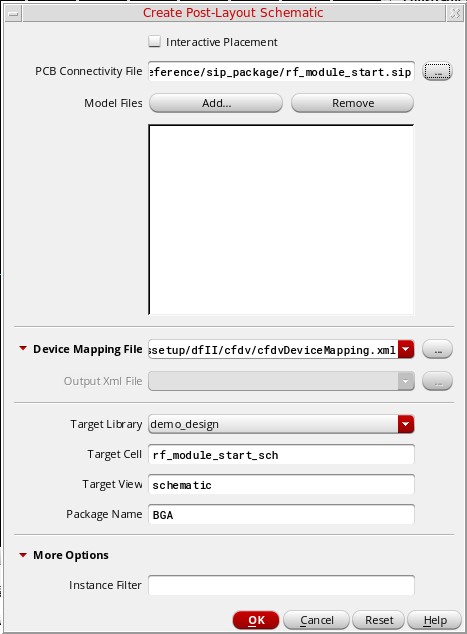 Create Post-Layout Schematic
Interactive Placement
PCB Connectivity File eference/sip_package/rf_module_start.sip ...
Model Files Add... Remove
Device Mapping File ssetup/dfII/cfdv/cfdvDeviceMapping.xml ...
Output Xml File ...
Target Library demo_design
Target Cell rf_module_start_sch
Target View schematic
Package Name BGA
More Options
Instance Filter
OK Cancel Reset Help